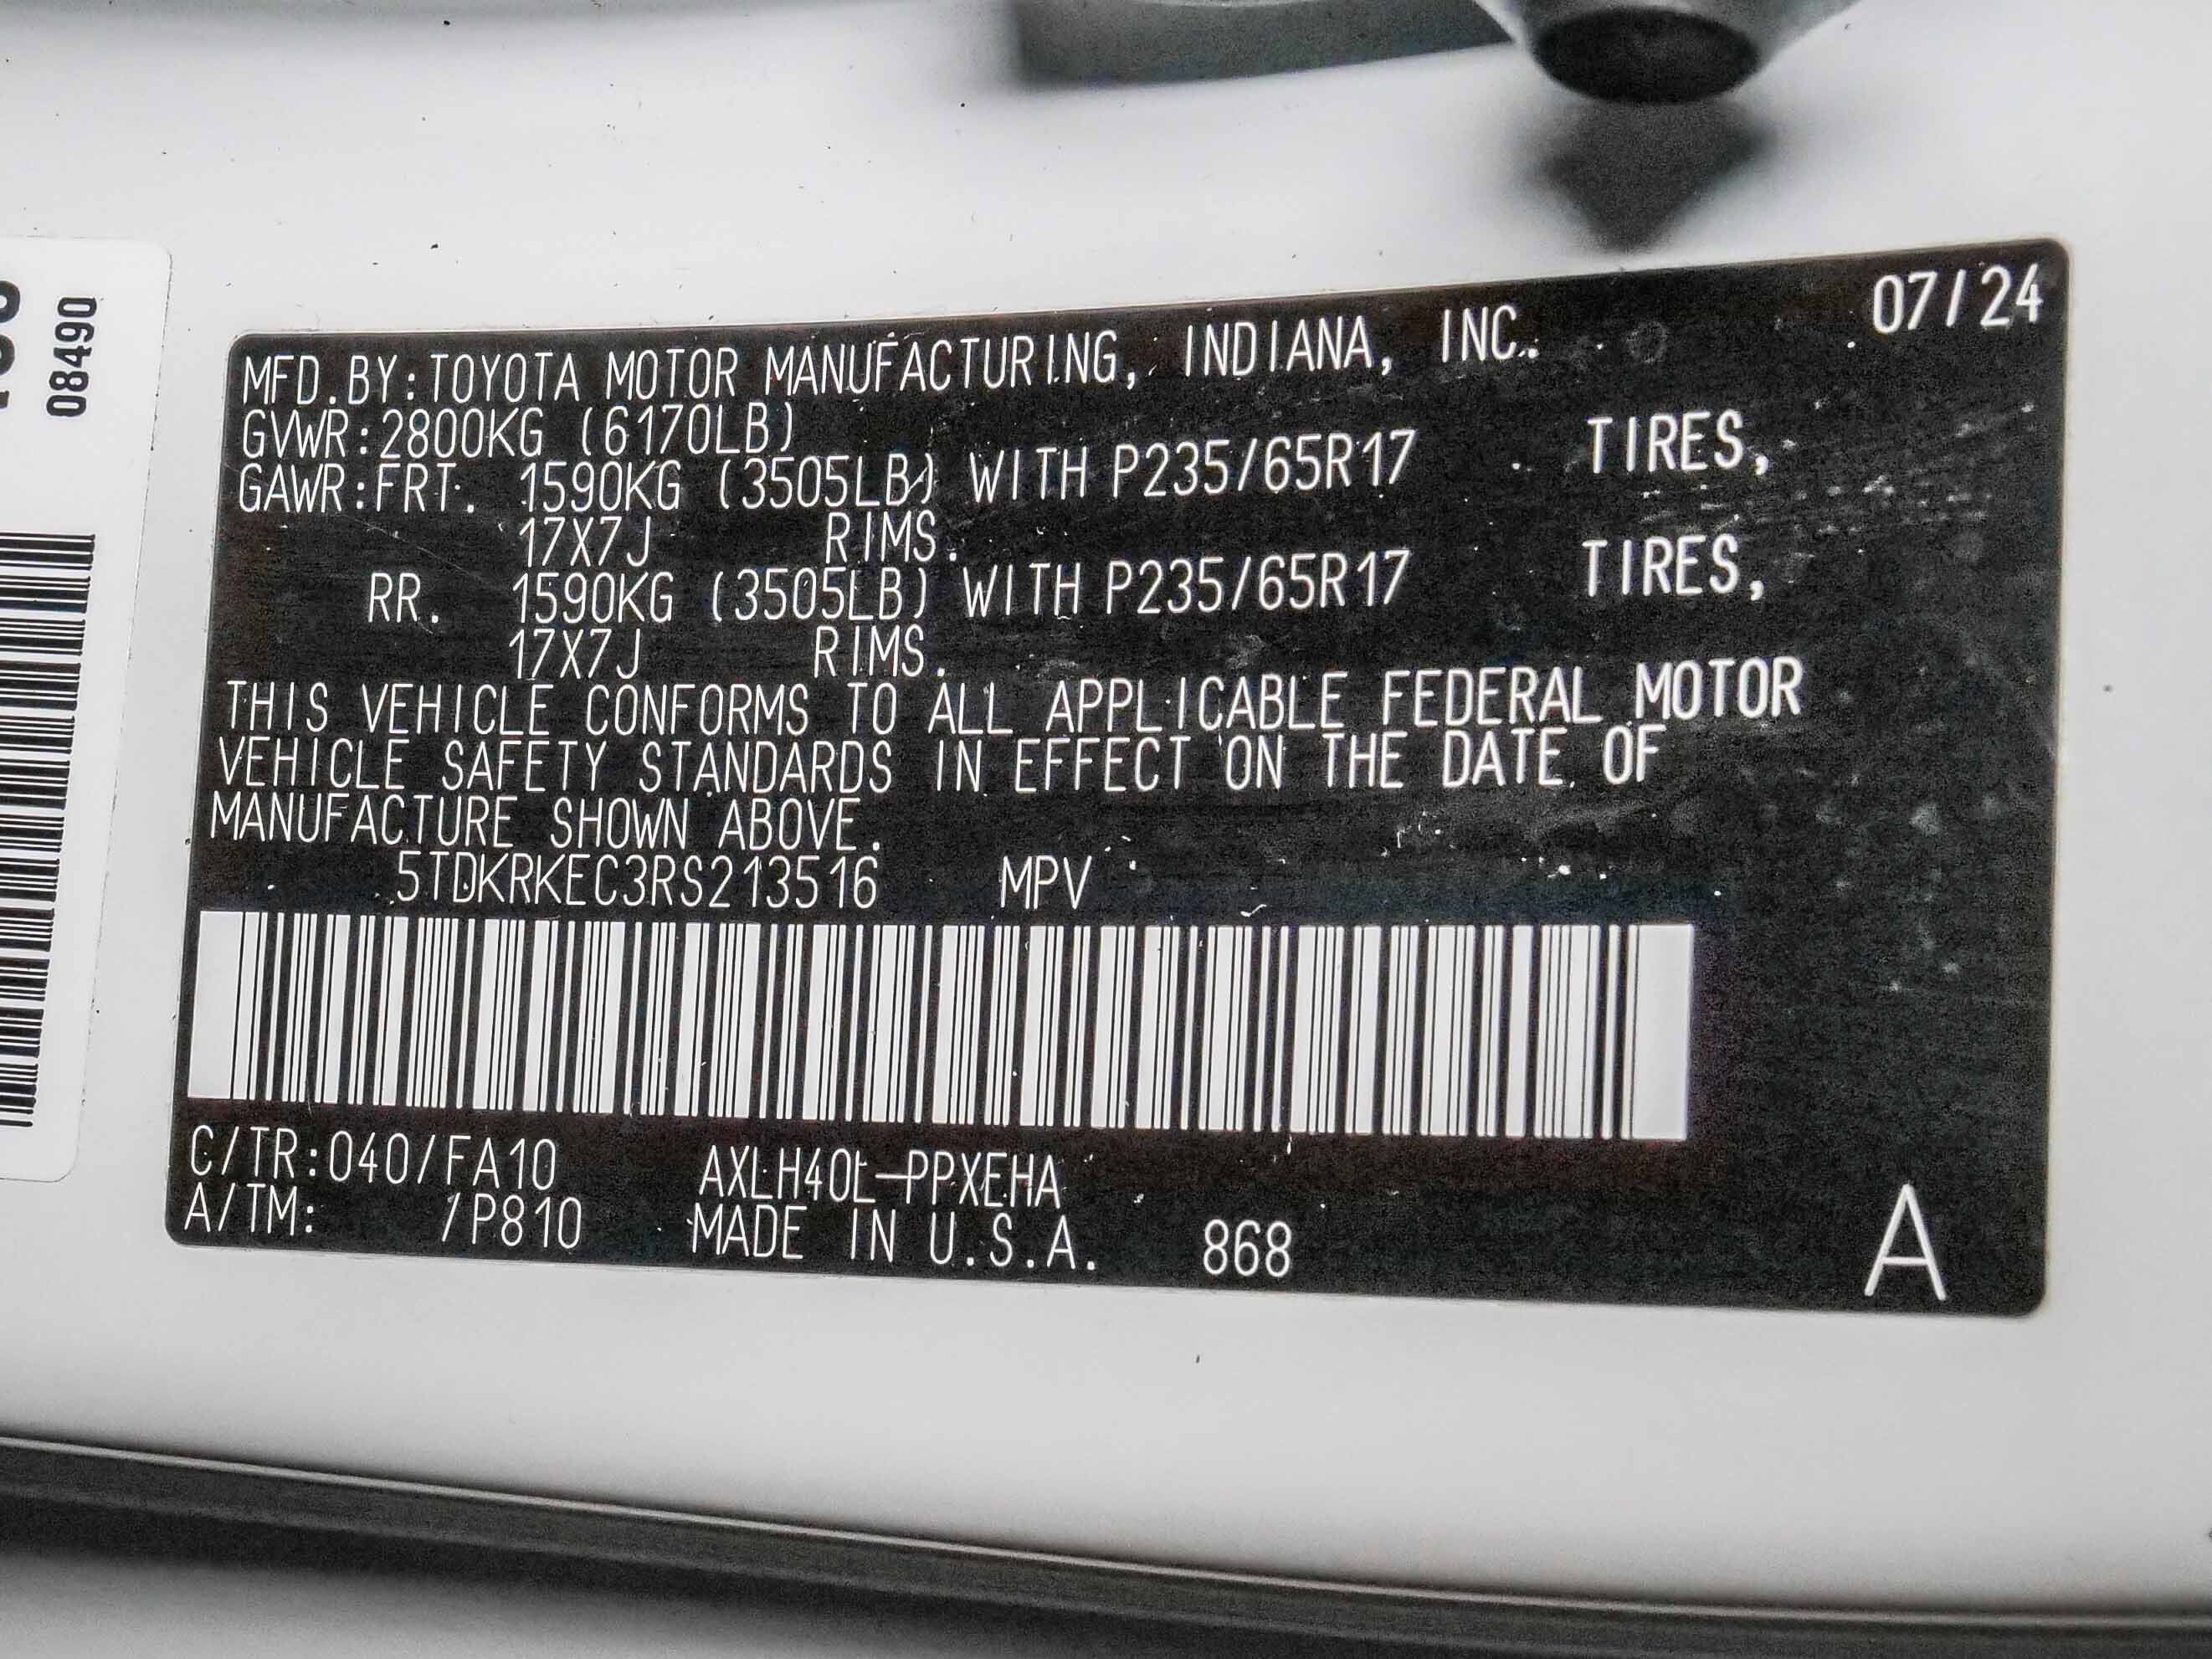 07/24
MFD.BY:TOYOTA MOTOR MANUFACTURING, INDIANA, INC.
GVWR:2800KG (6170LB)
GAWR:FRT. 1590KG (3505LB) WITH P235/65R17 TIRES,
17X7J RIMS.
RR. 1590KG (3505LB) WITH P235/65R17 TIRES,
17X7J RIMS.
THIS VEHICLE CONFORMS TO ALL APPLICABLE FEDERAL MOTOR
VEHICLE SAFETY STANDARDS IN EFFECT ON THE DATE OF
MANUFACTURE SHOWN ABOVE.
5TDKRKEC3RS213516 MPV
C/TR:040/FA10 AXLH40L-PPXEHA
A/TM: /P810 MADE IN U.S.A. 868
A
08490